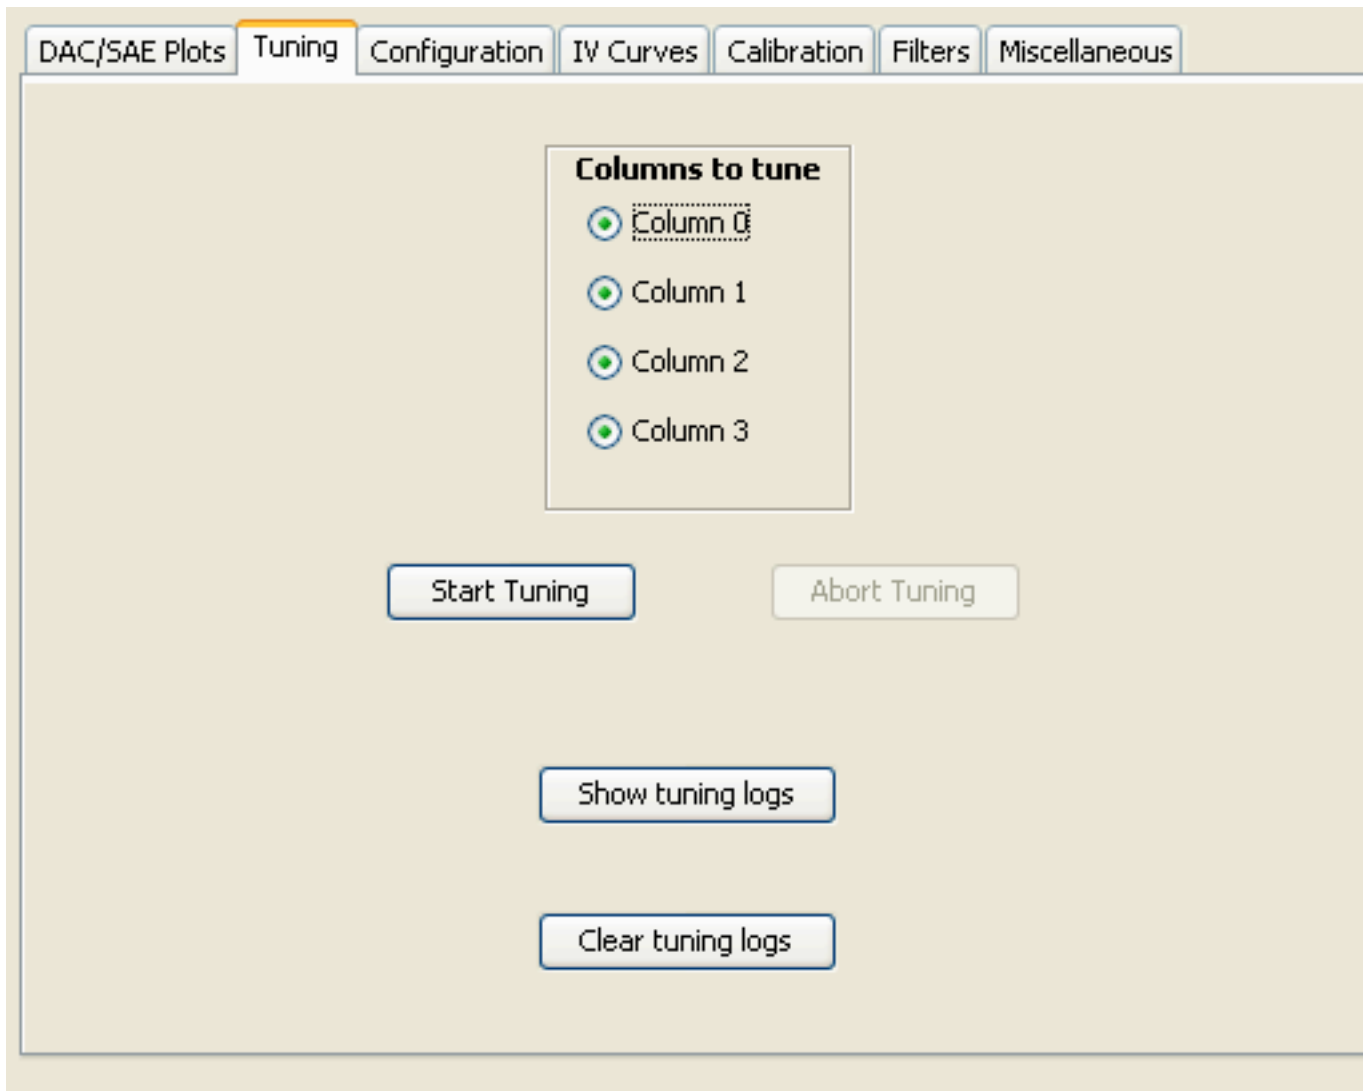 DAC/SAE Plots Tuning Configuration IV Curves Calibration Filters Miscellaneous
Columns to tune
Column 0
Column 1
Column 2
Column 3
Start Tuning Abort Tuning
Show tuning logs
Clear tuning logs